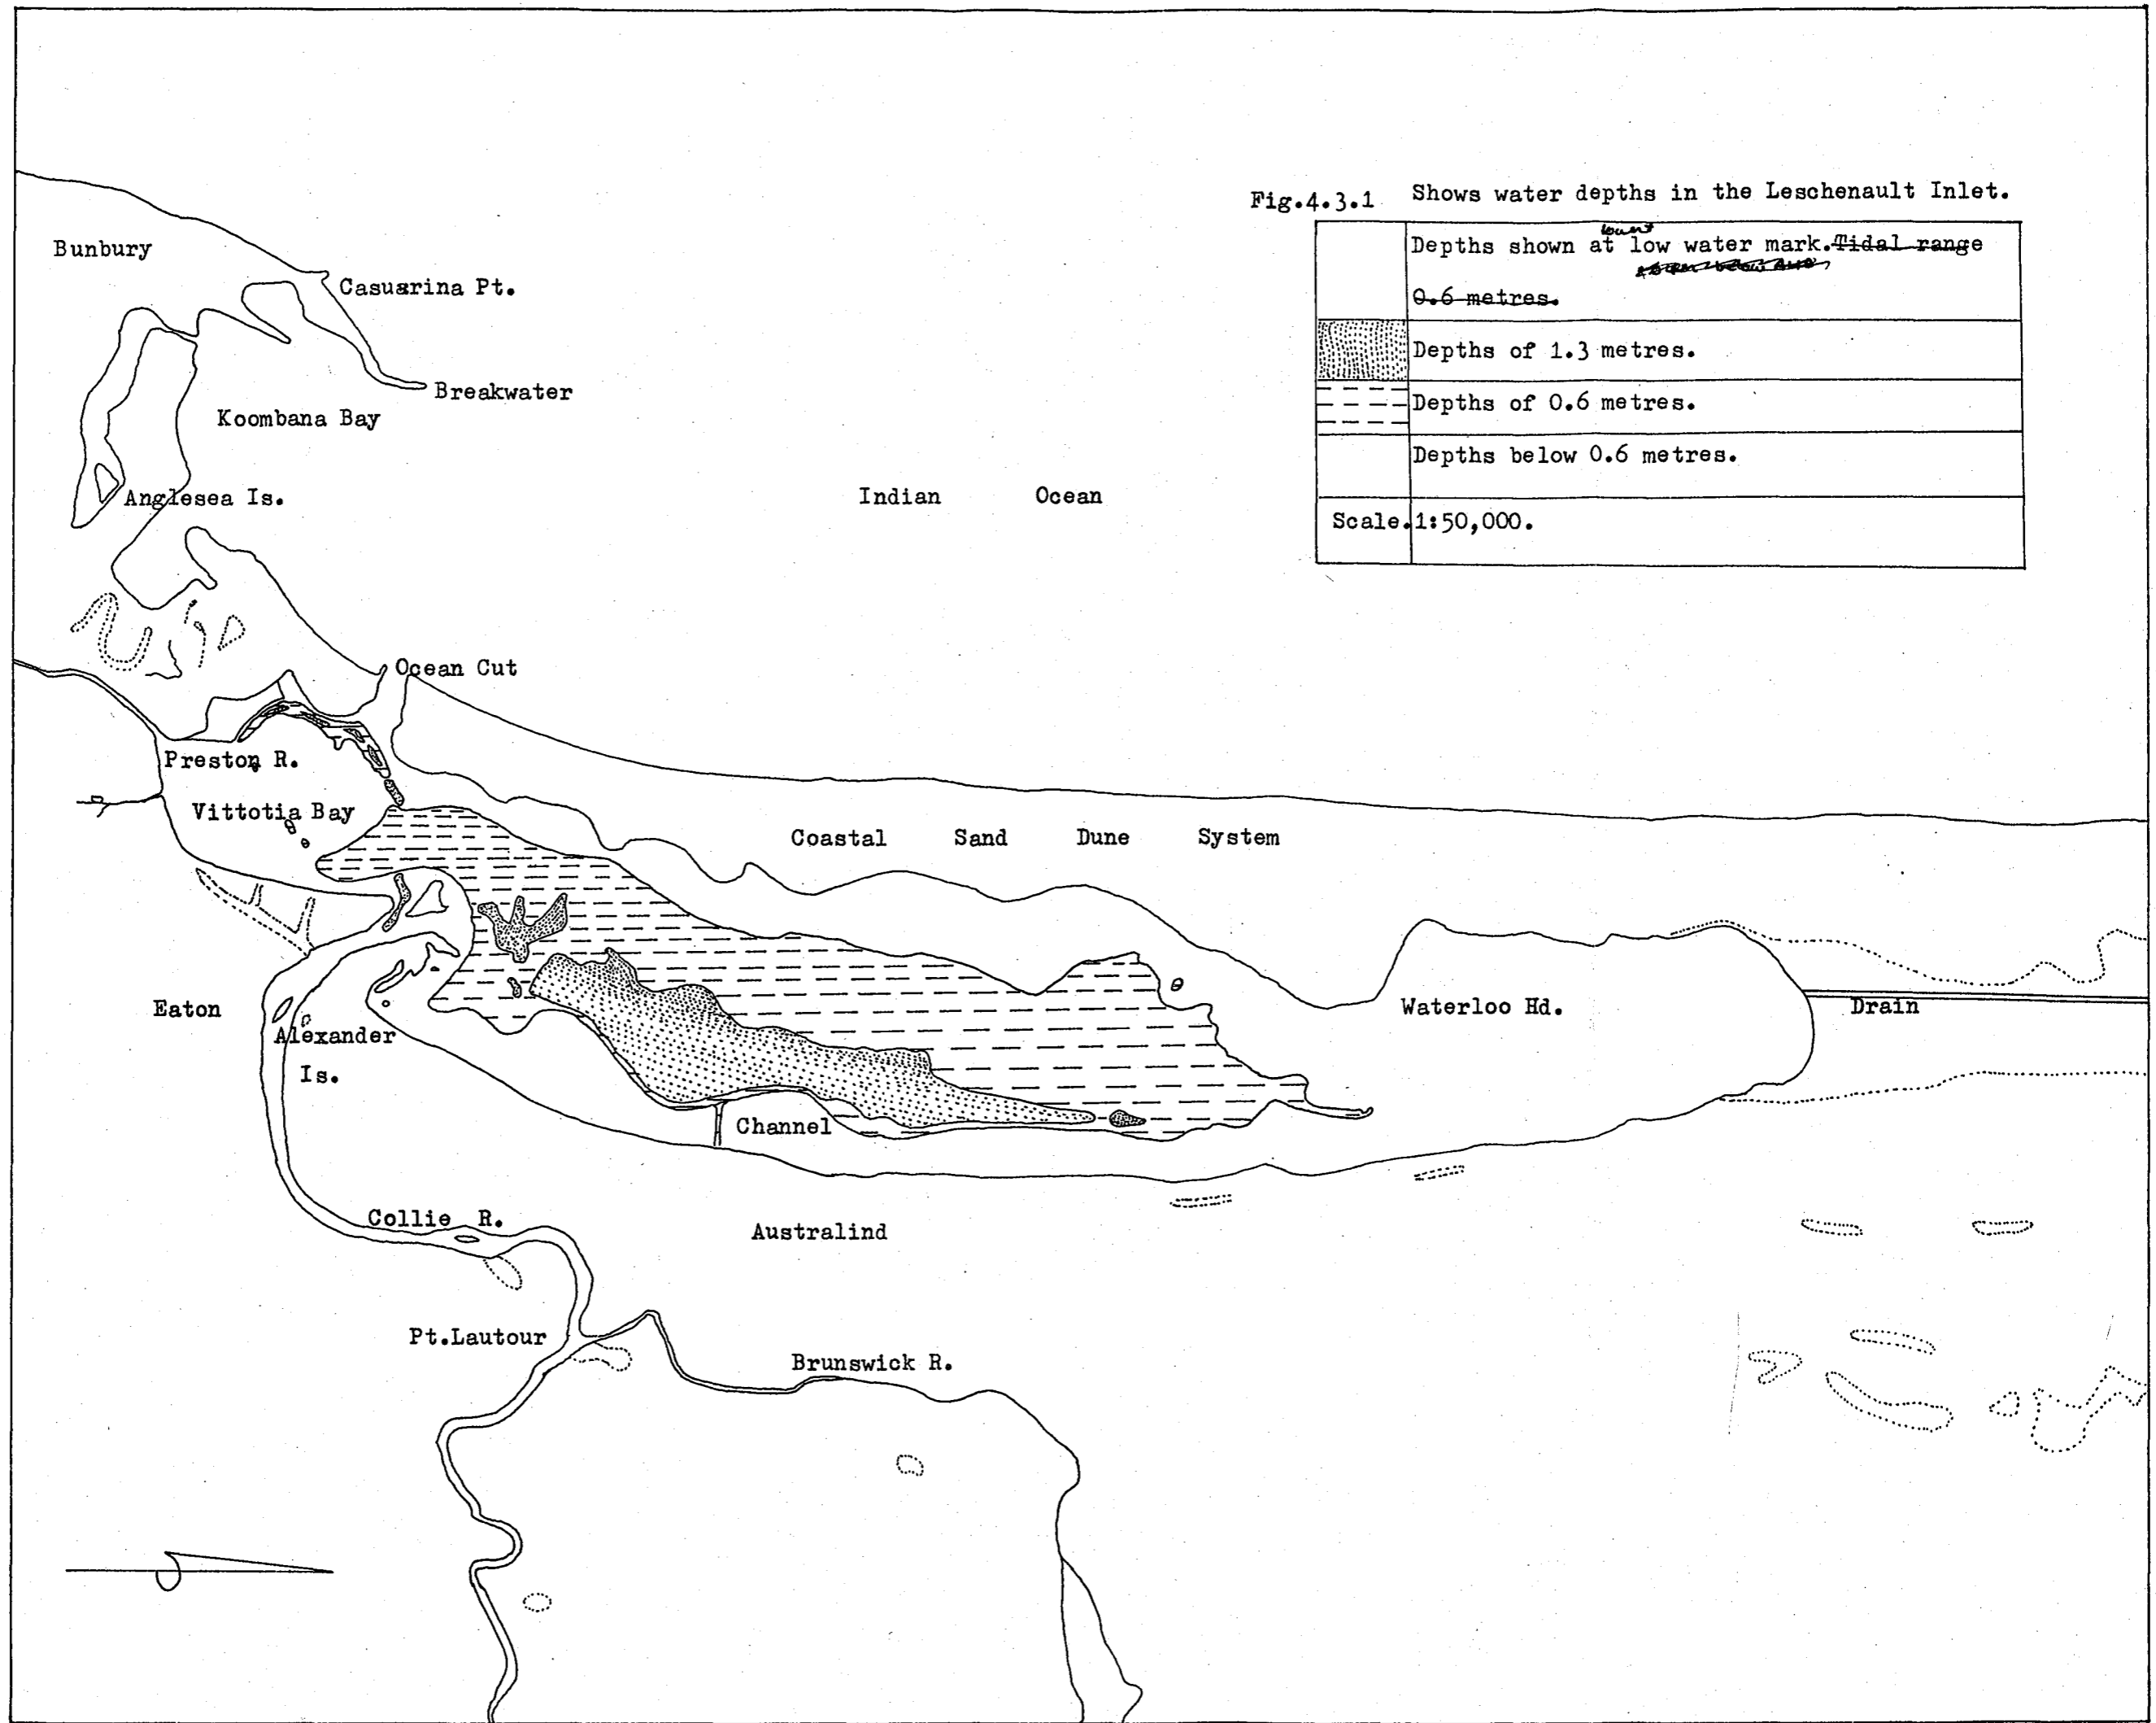 Fig.4.3.1 Shows water depths in the Leschenault Inlet.
lowest
Depths shown at low water mark. Tidal range
0.6 metres.
Depths of 1.3 metres.
Depths of 0.6 metres.
Depths below 0.6 metres.
Scale.1:50,000.
Bunbury
Casuarina Pt.
Breakwater
Koombana Bay
Anglesea Is.
Indian Ocean
Ocean Cut
Preston R.
Vittotia Bay
Coastal Sand Dune System
Eaton
Alexander
Is.
Waterloo Hd.
Drain
Channel
Collie R.
Australind
Pt.Lautour
Brunswick R.